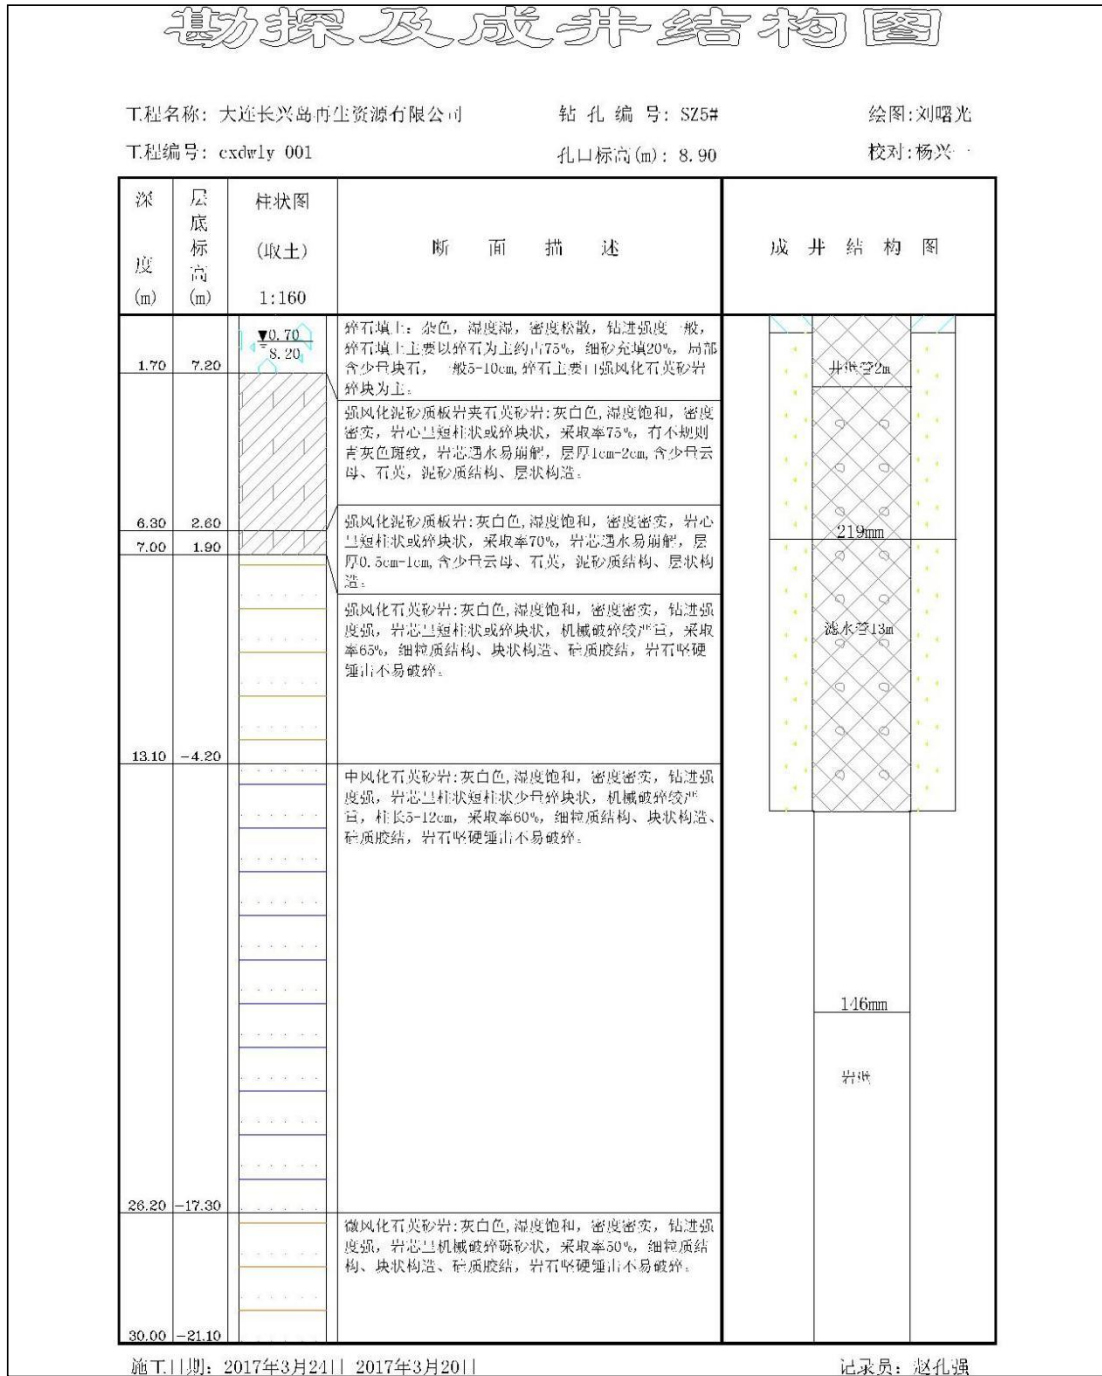 勘探及成井结构图
工程名称: 大连长兴岛再生资源有限公司
钻 孔 编 号: SZ5#
绘图:刘曙光
工程编号: cxdwly 001
孔口标高(m): 8.90
校对:杨兴一
深度(m)
层底标高(m)
柱状图
(取土)
1:160
断 面 描 述
成 井 结 构 图
▼0.70
8.20
1.70 7.20
碎石填土: 杂色, 湿度湿, 密度松散, 钻进强度一般,
碎石填土主要以碎石为主约占75%, 细砂充填20%, 局部
含少量块石, 一般5-10cm, 碎石主要由强风化石英砂岩
碎块为主。
强风化泥砂质板岩夹石英砂岩:灰白色,湿度饱和, 密度
密实, 岩心呈短柱状或碎块状, 采取率75%, 有不规则
青灰色斑纹, 岩芯遇水易崩解, 层厚1cm-2cm,含少量云
母、石英, 泥砂质结构、层状构造。
6.30 2.60
7.00 1.90
强风化泥砂质板岩:灰白色,湿度饱和, 密度密实, 岩心
呈短柱状或碎块状, 采取率70%, 岩芯遇水易崩解, 层
厚0.5cm-1cm,含少量云母、石英, 泥砂质结构、层状构
造。
强风化石英砂岩:灰白色,湿度饱和, 密度密实, 钻进强
度强, 岩芯呈短柱状或碎块状, 机械破碎较严重, 采取
率65%, 细粒质结构、块状构造、硅质胶结, 岩石坚硬
锤击不易破碎。
13.10 -4.20
中风化石英砂岩:灰白色,湿度饱和, 密度密实, 钻进强
度强, 岩芯呈柱状短柱状少量碎块状, 机械破碎较严
重, 柱长5-12cm, 采取率60%, 细粒质结构、块状构造、
硅质胶结, 岩石坚硬锤击不易破碎。
26.20 -17.30
微风化石英砂岩:灰白色,湿度饱和, 密度密实, 钻进强
度强, 岩芯呈机械破碎砾砂状, 采取率50%, 细粒质结
构、块状构造、硅质胶结, 岩石坚硬锤击不易破碎。
30.00 -21.10
井壁管2m
219mm
滤水管13m
146mm
施工日期: 2017年3月24日 2017年3月20日
记录员: 赵孔强